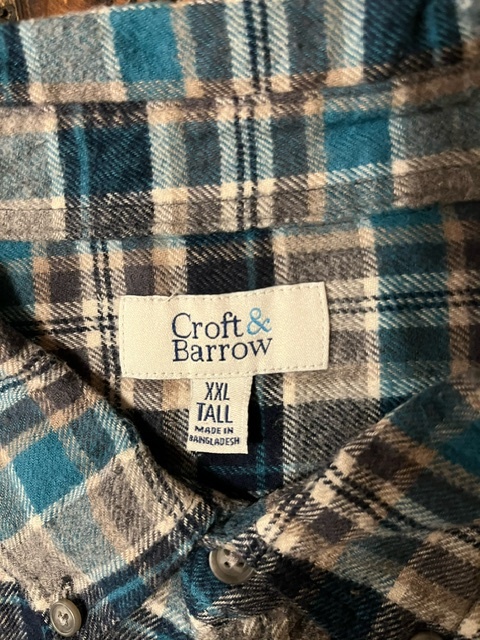 Croft &
Barrow
XXL
TALL
MADE IN
BANGLADESH